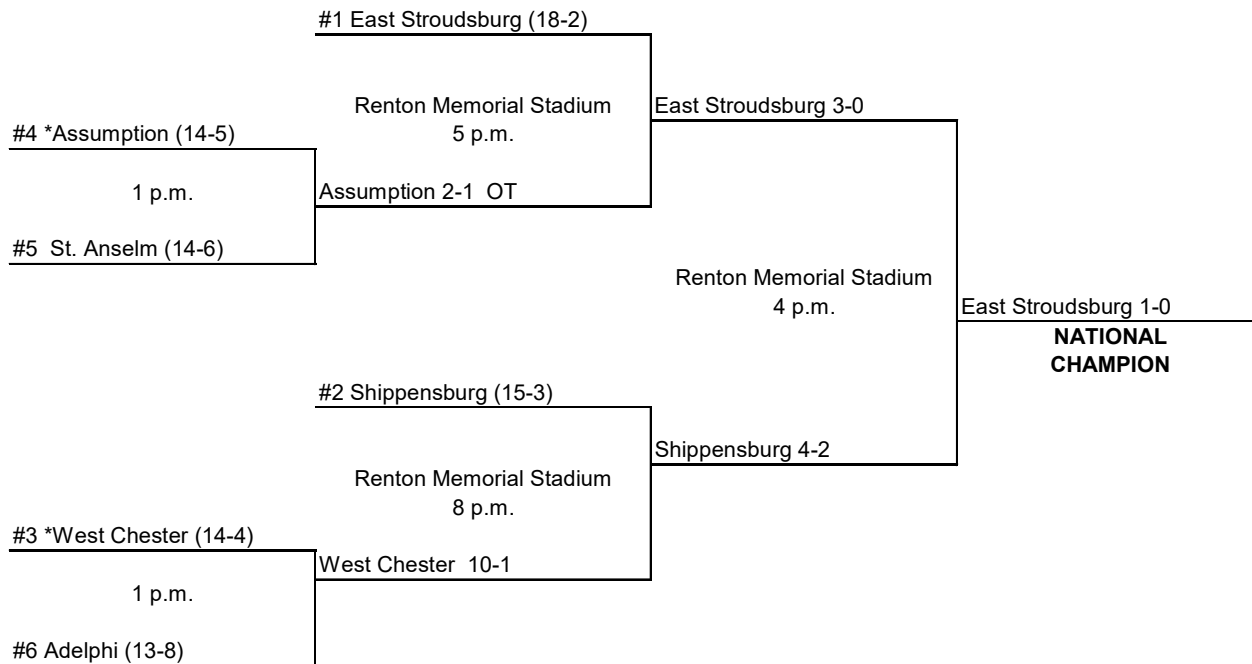 #1 East Stroudsburg (18-2)
Renton Memorial Stadium
5 p.m.
East Stroudsburg 3-0
#4 *Assumption (14-5)
1 p.m.
Assumption 2-1 OT
#5 St. Anselm (14-6)
Renton Memorial Stadium
4 p.m.
East Stroudsburg 1-0
NATIONAL
CHAMPION
#2 Shippensburg (15-3)
Shippensburg 4-2
Renton Memorial Stadium
8 p.m.
#3 *West Chester (14-4)
West Chester 10-1
1 p.m.
#6 Adelphi (13-8)